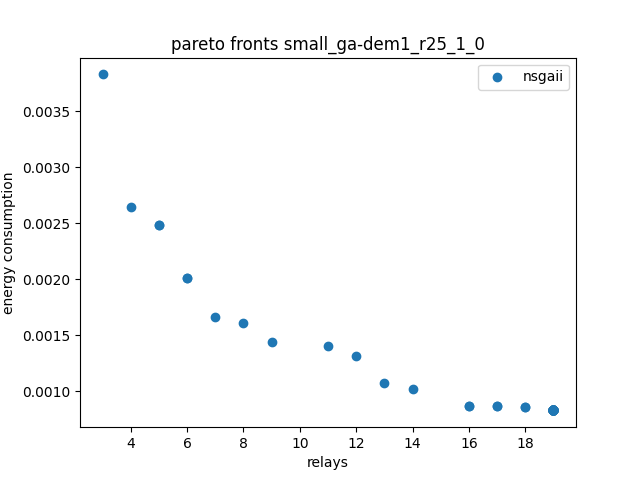 pareto fronts small_ga-dem1_r25_1_0
nsgaii
0.0035
0.0030
0.0025
0.0020
0.0015
0.0010
energy consumption
4 6 8 10 12 14 16 18
relays